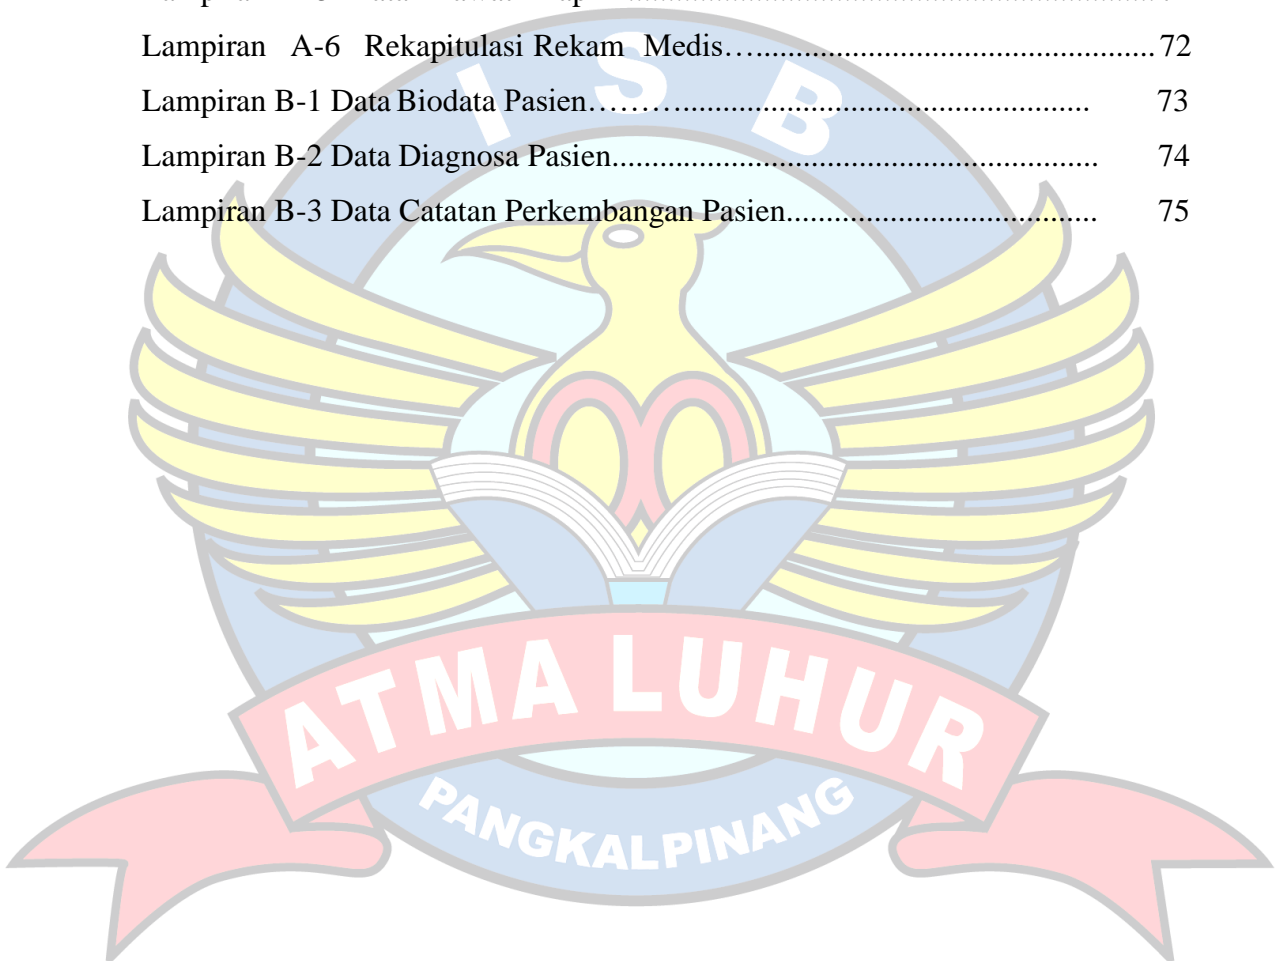 Lampiran A-6 Rekapitulasi Rekam Medis…..................................................72
Lampiran B-1 Data Biodata Pasien………................................................... 73
Lampiran B-2 Data Diagnosa Pasien............................................................. 74
Lampiran B-3 Data Catatan Perkembangan Pasien....................................... 75
I S B
ATMA LUHUR
PANGKALPINANG